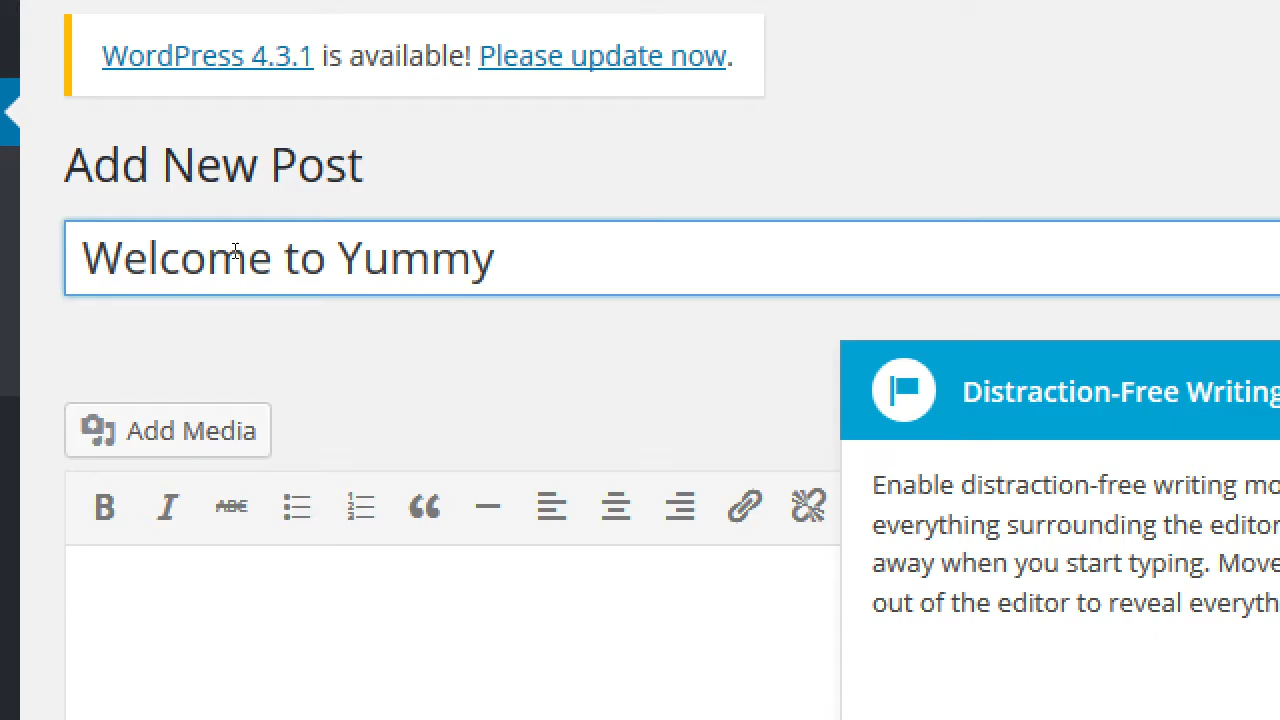 WordPress 4.3.1 is available! Please update now.
Add New Post
Welcome to Yummy
Add Media
Distraction-Free Writing
B I ABC
Enable distraction-free writing mo
everything surrounding the editor
away when you start typing. Move
out of the editor to reveal everyth